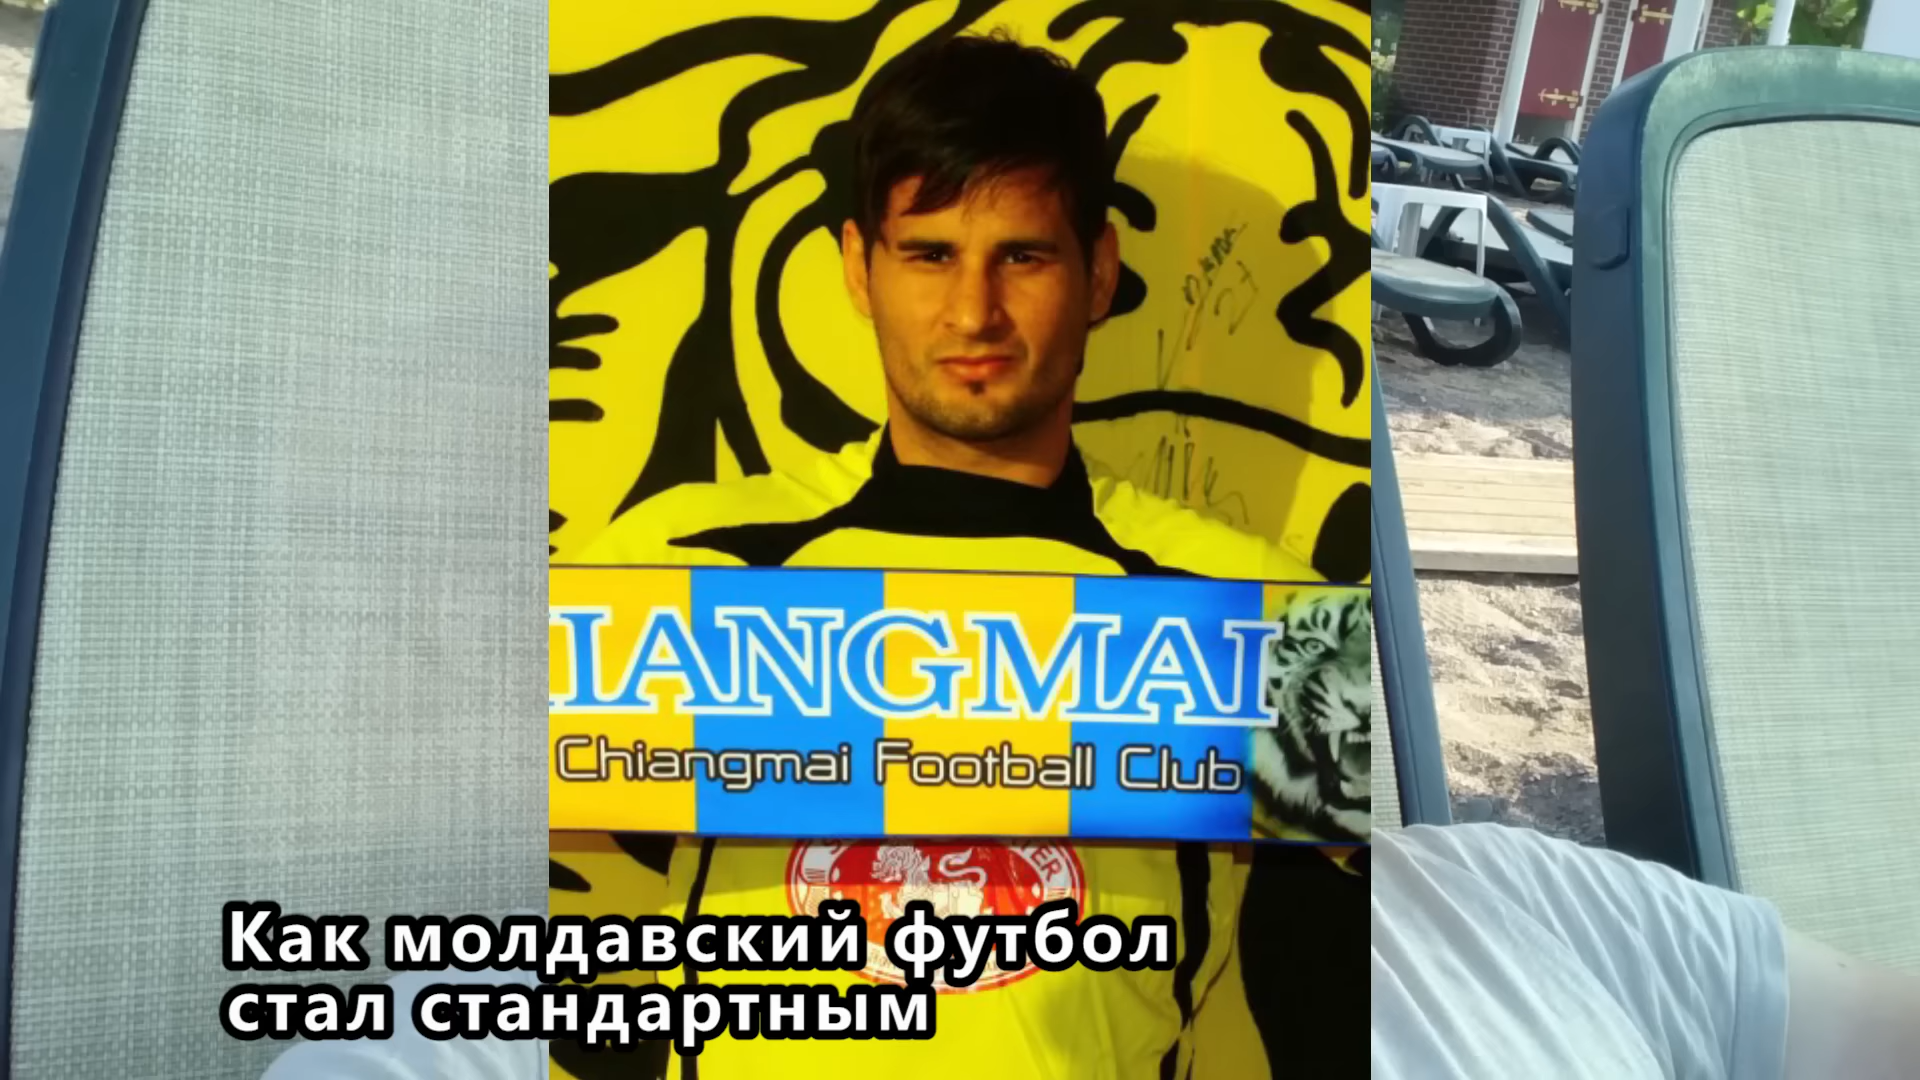 IANGMAI
Chiangmai Football Club
Как молдавский футбол
стал стандартным